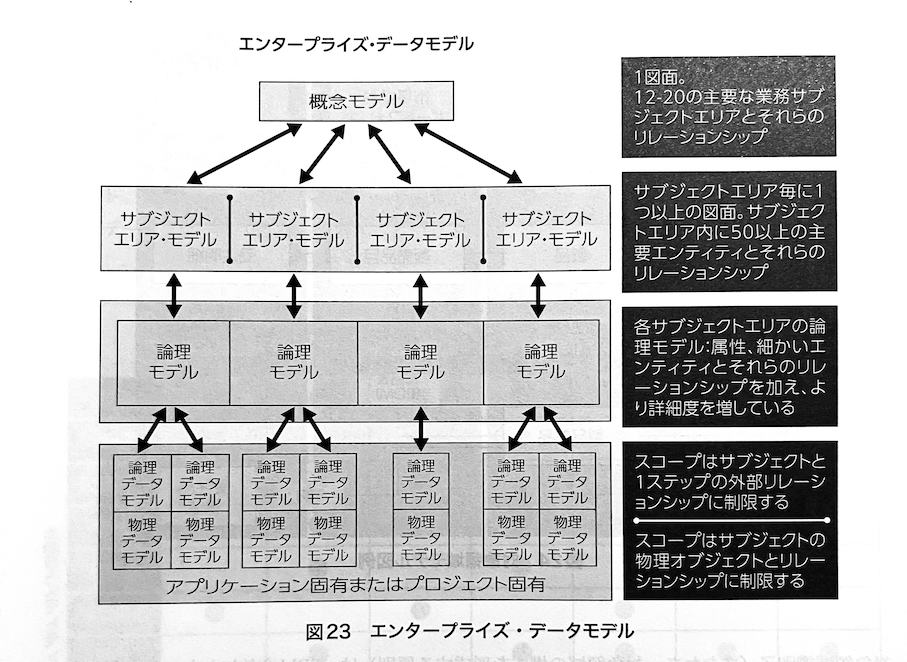 エンタープライズ・データモデル
概念モデル
1図面。
12-20の主要な業務サブ
ジェクトエリアとそれらの
リレーションシップ
サブジェクト
エリア・モデル
サブジェクト
エリア・モデル
サブジェクト
エリア・モデル
サブジェクト
エリア・モデル
サブジェクトエリア毎に1
つ以上の図面。サブジェク
トエリア内に50以上の主
要エンティティとそれらの
リレーションシップ
論理
モデル
論理
モデル
論理
モデル
論理
モデル
各サブジェクトエリアの論
理モデル:属性、細かいエ
ンティティとそれらのリレ
ーションシップを加え、よ
り詳細度を増している
論理
データ
モデル
論理
データ
モデル
論理
データ
モデル
論理
データ
モデル
論理
データ
モデル
論理
データ
モデル
論理
データ
モデル
物理
データ
モデル
物理
データ
モデル
物理
データ
モデル
物理
データ
モデル
物理
データ
モデル
物理
データ
モデル
物理
データ
モデル
アプリケーション固有またはプロジェクト固有
スコープはサブジェクトと
1ステップの外部リレーシ
ョンシップに制限する
スコープはサブジェクトの
物理オブジェクトとリレー
ションシップに制限する
図23 エンタープライズ・データモデル